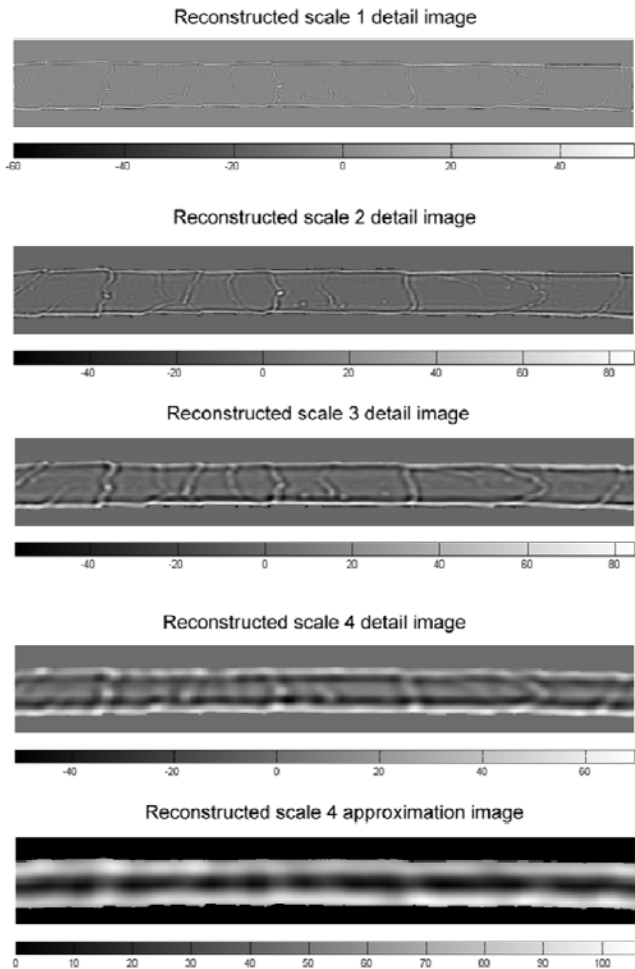 Reconstructed scale 1 detail image
-60 -40 -20 0 20 40
Reconstructed scale 2 detail image
-40 -20 0 20 40 60 80
Reconstructed scale 3 detail image
-40 -20 0 20 40 60 80
Reconstructed scale 4 detail image
-40 -20 0 20 40 60
Reconstructed scale 4 approximation image
0 10 20 30 40 50 60 70 80 90 100